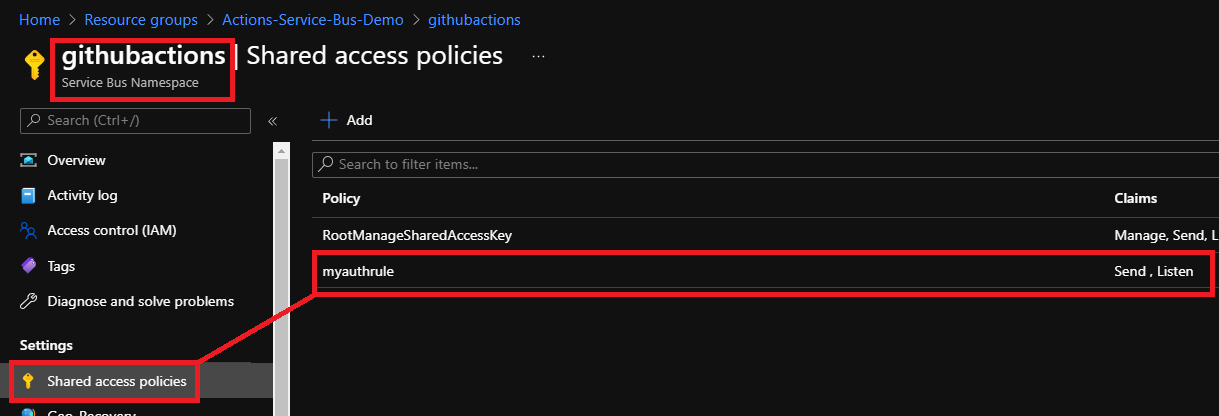 Home > Resource groups > Actions-Service-Bus-Demo > githubactions
githubactions | Shared access policies ...
Service Bus Namespace
Search (Ctrl+/)
«
Add
Overview
Search to filter items...
Activity log
Policy Claims
Access control (IAM)
RootManageSharedAccessKey Manage, Send, L
Tags
myauthrule Send , Listen
Diagnose and solve problems
Settings
Shared access policies
Geo-Recovery